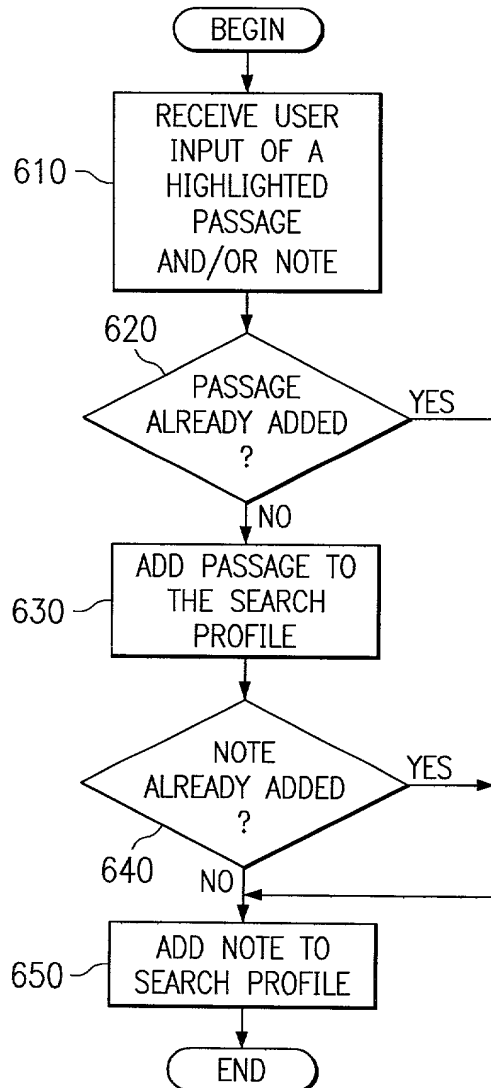 BEGIN
RECEIVE USER
INPUT OF A
HIGHLIGHTED
PASSAGE
AND/OR NOTE
610
620
PASSAGE
ALREADY ADDED
?
YES
NO
ADD PASSAGE TO
THE SEARCH
PROFILE
630
NOTE
ALREADY ADDED
?
YES
640
NO
ADD NOTE TO
SEARCH PROFILE
650
END